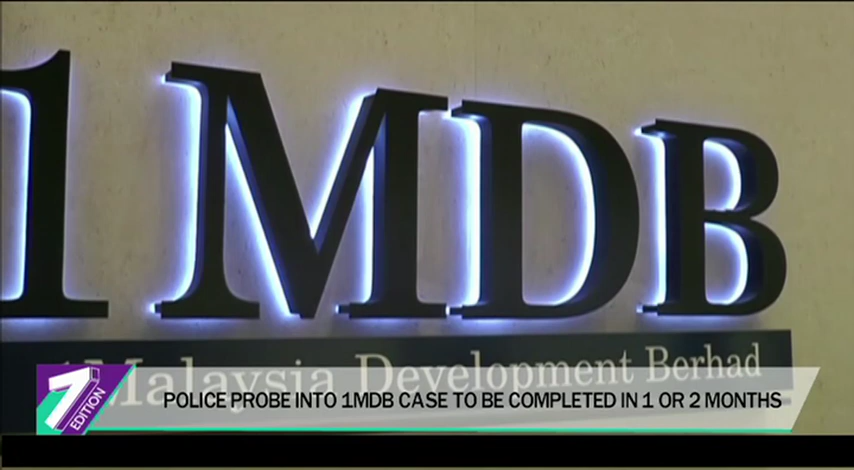 1MDB
1 Malaysia Development Berhad
7 EDITION
POLICE PROBE INTO 1MDB CASE TO BE COMPLETED IN 1 OR 2 MONTHS